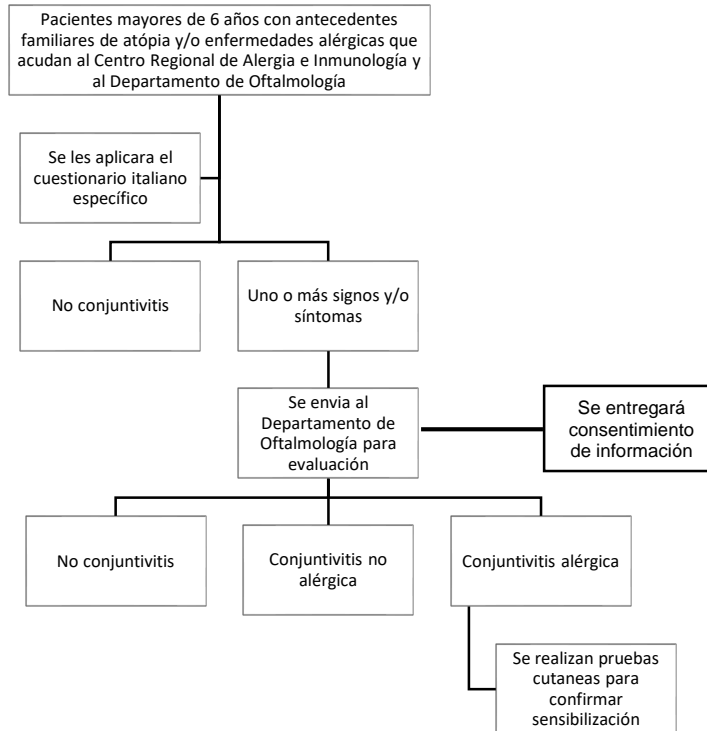 Pacientes mayores de 6 años con antecedentes
familiares de atópia y/o enfermedades alérgicas que
acudan al Centro Regional de Alergia e Inmunología y
al Departamento de Oftalmología
Se les aplicara el
cuestionario italiano
específico
No conjuntivitis
Uno o más signos y/o
síntomas
Se envia al
Departamento de
Oftalmología para
evaluación
Se entregará
consentimiento
de información
No conjuntivitis
Conjuntivitis no
alérgica
Conjuntivitis alérgica
Se realizan pruebas
cutaneas para
confirmar
sensibilización